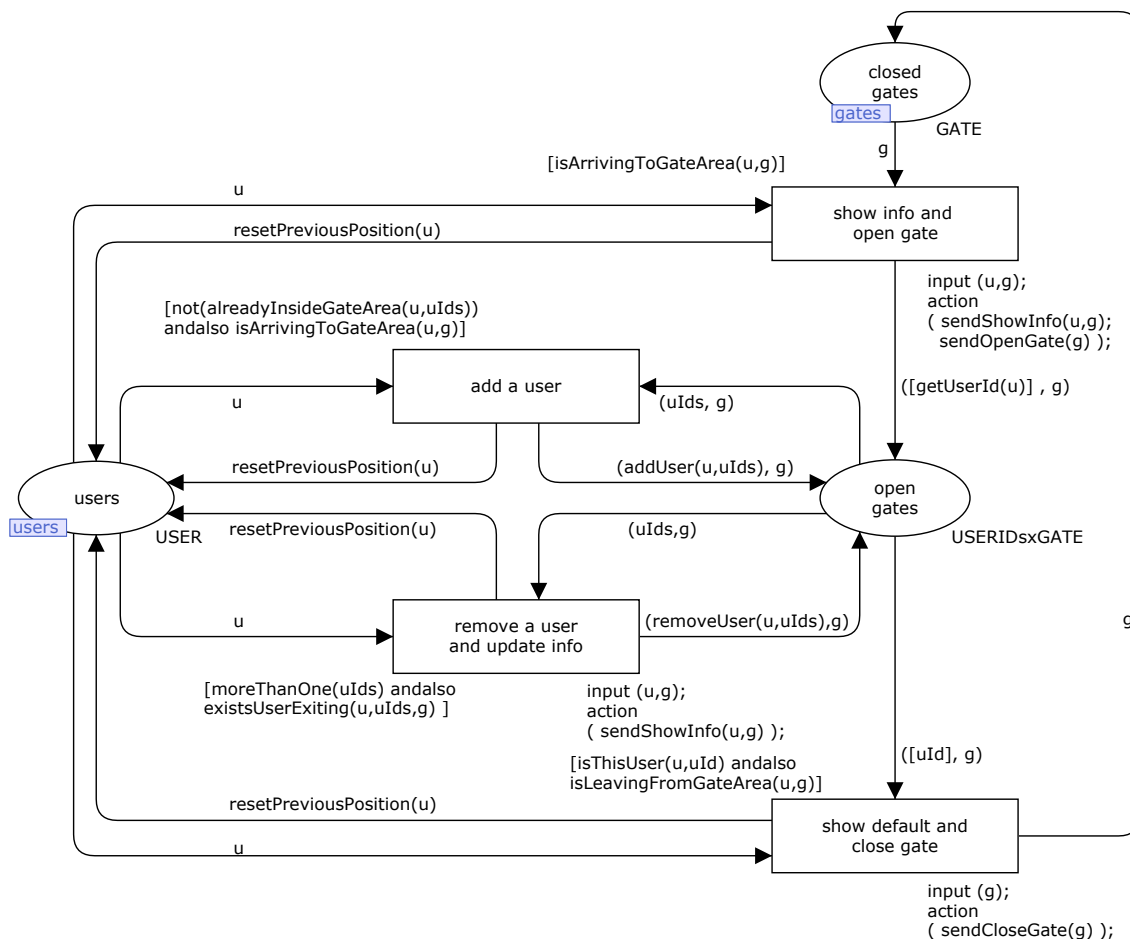 closed
gates
gates
GATE
g
[isArrivingToGateArea(u,g)]
u
show info and
open gate
resetPreviousPosition(u)
input (u,g);
action
( sendShowInfo(u,g);
sendOpenGate(g) );
[not(alreadyInsideGateArea(u,uIds))
andalso isArrivingToGateArea(u,g)]
add a user
([getUserId(u)] , g)
u
(uIds, g)
resetPreviousPosition(u)
(addUser(u,uIds), g)
users
users
USER
open
gates
USERIDsxGATE
resetPreviousPosition(u)
(uIds,g)
u
remove a user
and update info
(removeUser(u,uIds),g)
g
[moreThanOne(uIds) andalso
existsUserExiting(u,uIds,g) ]
input (u,g);
action
( sendShowInfo(u,g) );
([uId], g)
[isThisUser(u,uId) andalso
isLeavingFromGateArea(u,g)]
resetPreviousPosition(u)
show default and
close gate
u
input (g);
action
( sendCloseGate(g) );